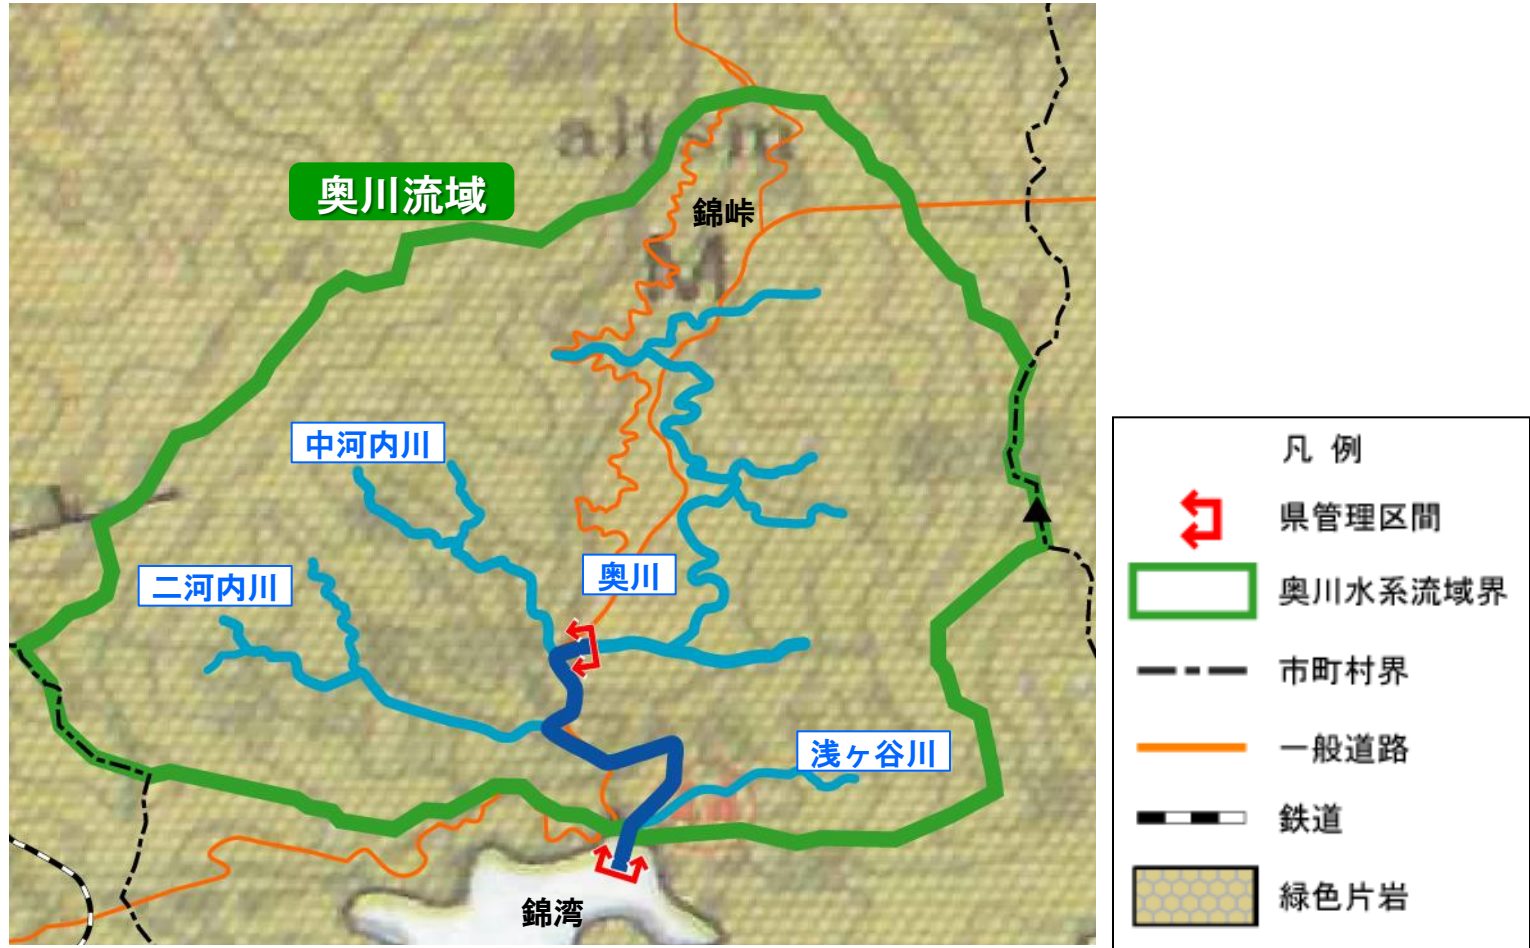 奥川流域
錦峠
M
中河内川
奥川
二河内川
浅ヶ谷川
錦湾
凡 例
県管理区間
奥川水系流域界
市町村界
一般道路
鉄道
緑色片岩